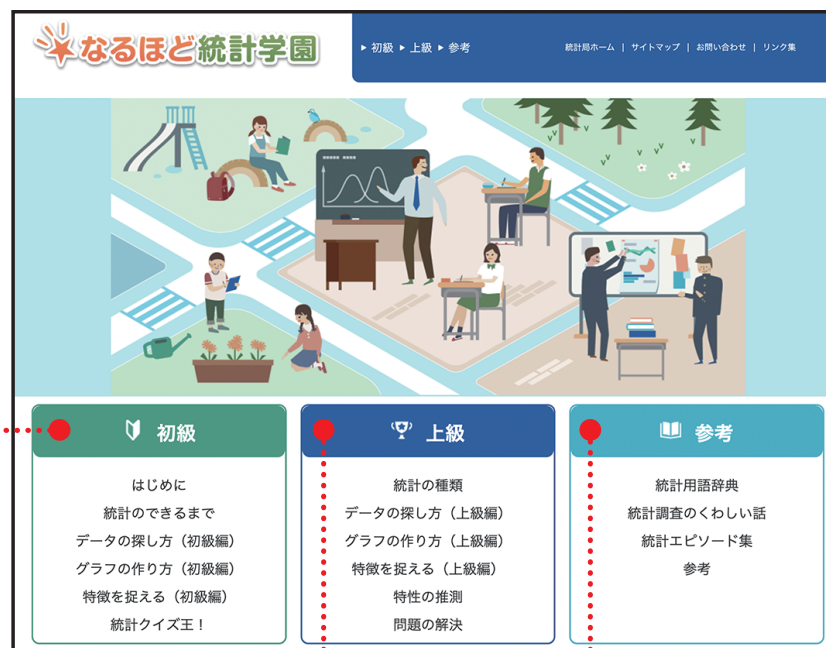 なるほど統計学園
▶ 初級 ▶ 上級 ▶ 参考
統計局ホーム | サイトマップ | お問い合わせ | リンク集
初級
はじめに
統計のできるまで
データの探し方（初級編）
グラフの作り方（初級編）
特徴を捉える（初級編）
統計クイズ王！
上級
統計の種類
データの探し方（上級編）
グラフの作り方（上級編）
特徴を捉える（上級編）
特性の推測
問題の解決
参考
統計用語辞典
統計調査のくわしい話
統計エピソード集
参考